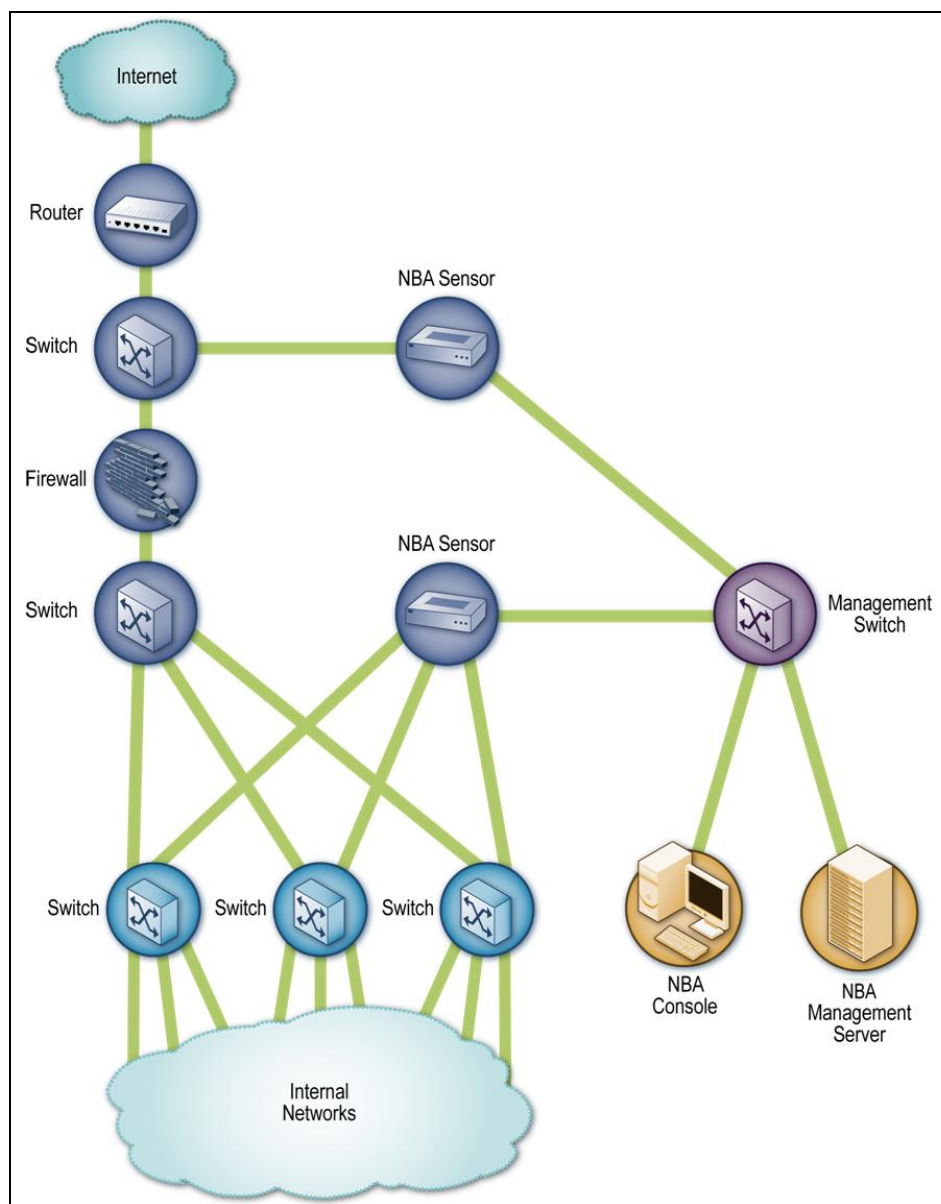 Internet
Router
NBA Sensor
Switch
Firewall
NBA Sensor
Switch
Management
Switch
Switch
Switch
Switch
NBA
Console
NBA
Management
Server
Internal
Networks